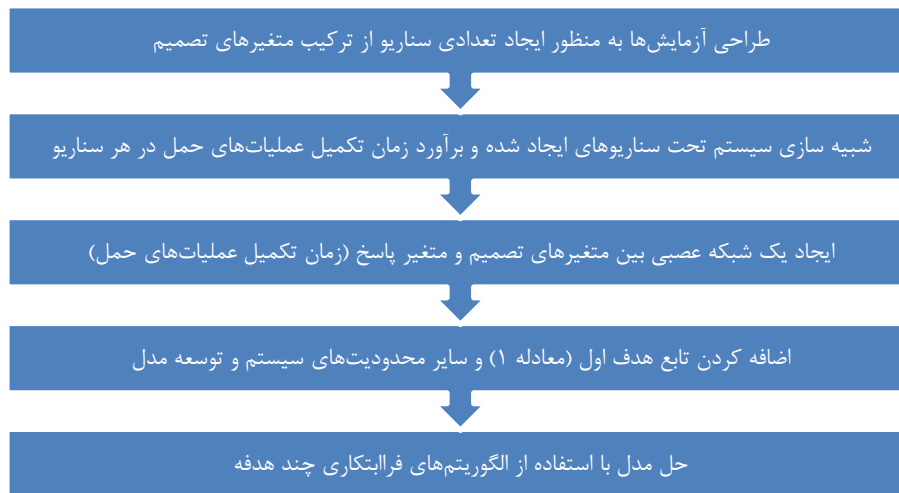 طراحی آزمایش‌ها به منظور ایجاد تعدادی سناریو از ترکیب متغیرهای تصمیم
شبیه سازی سیستم تحت سناریوهای ایجاد شده و برآورد زمان تکمیل عملیات‌های حمل در هر سناریو
ایجاد یک شبکه عصبی بین متغیرهای تصمیم و متغیر پاسخ (زمان تکمیل عملیات‌های حمل)
اضافه کردن تابع هدف اول (معادله ۱) و سایر محدودیت‌های سیستم و توسعه مدل
حل مدل با استفاده از الگوریتم‌های فراابتکاری چند هدفه